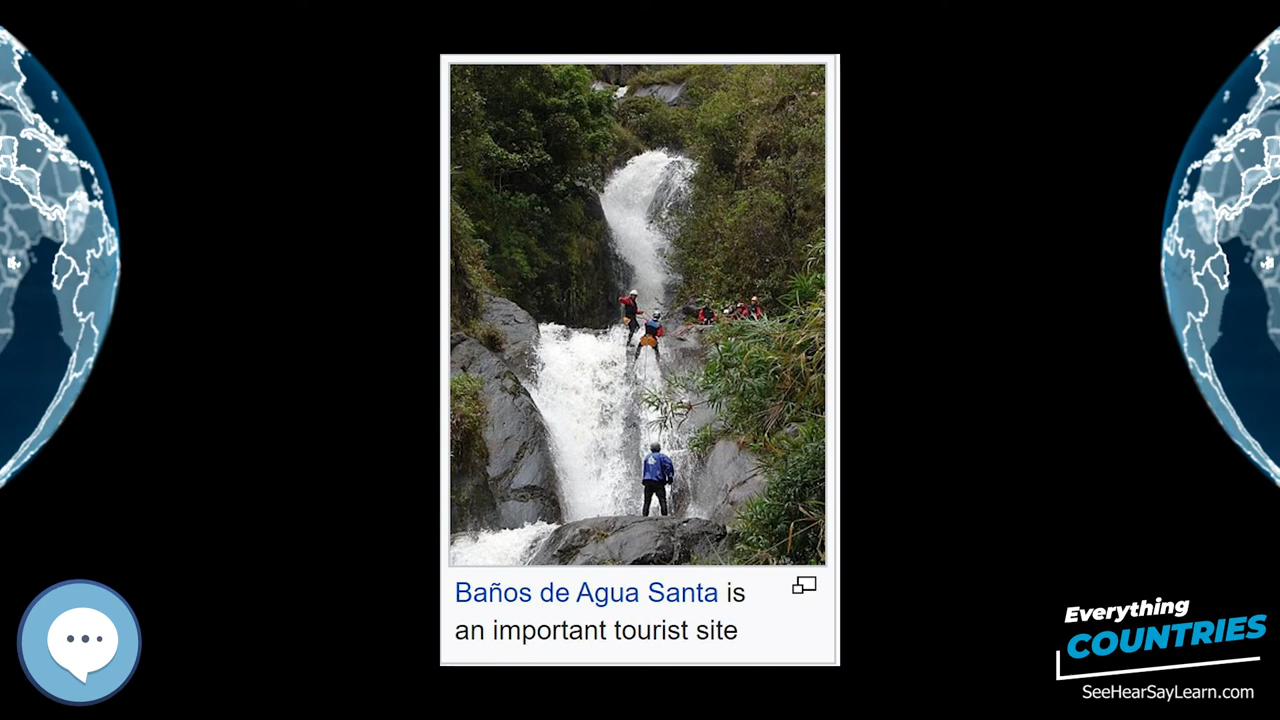 Baños de Agua Santa is
an important tourist site
Everything
COUNTRIES
SeeHearSayLearn.com